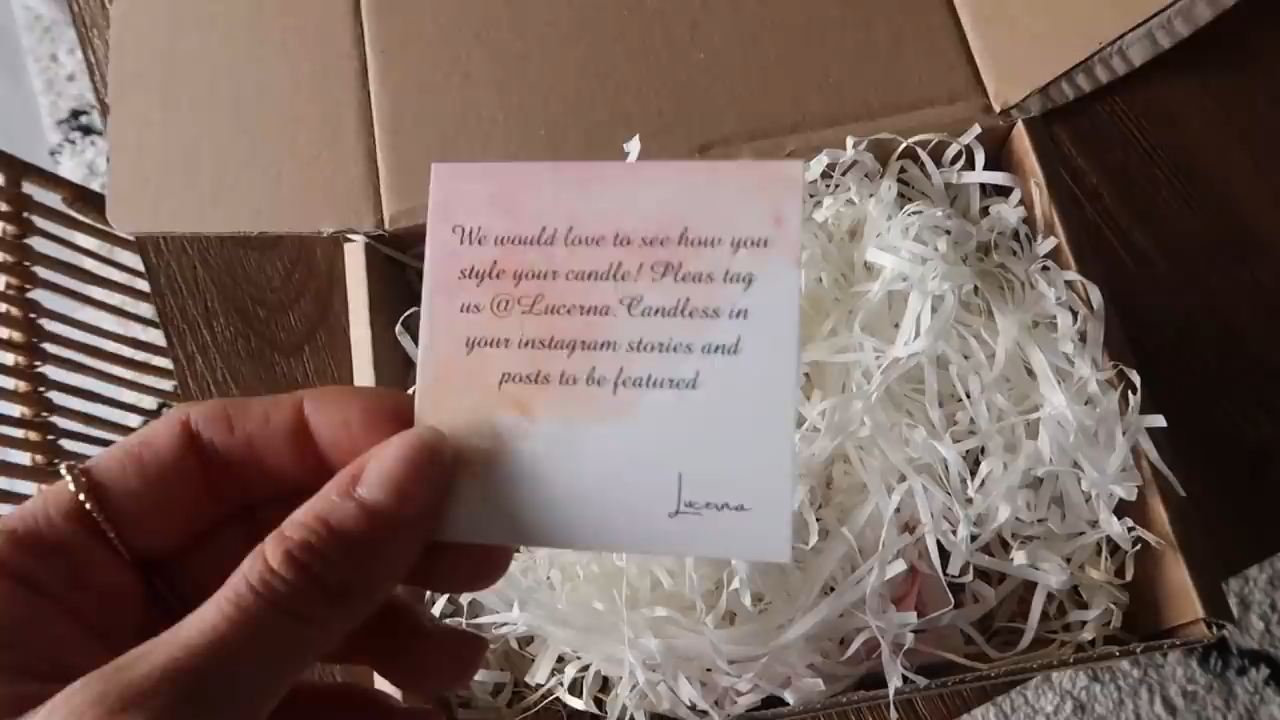 We would love to see how you
style your candle! Pleas tag
us @Lucerna.Candless in
your instagram stories and
posts to be featured
Lucerna